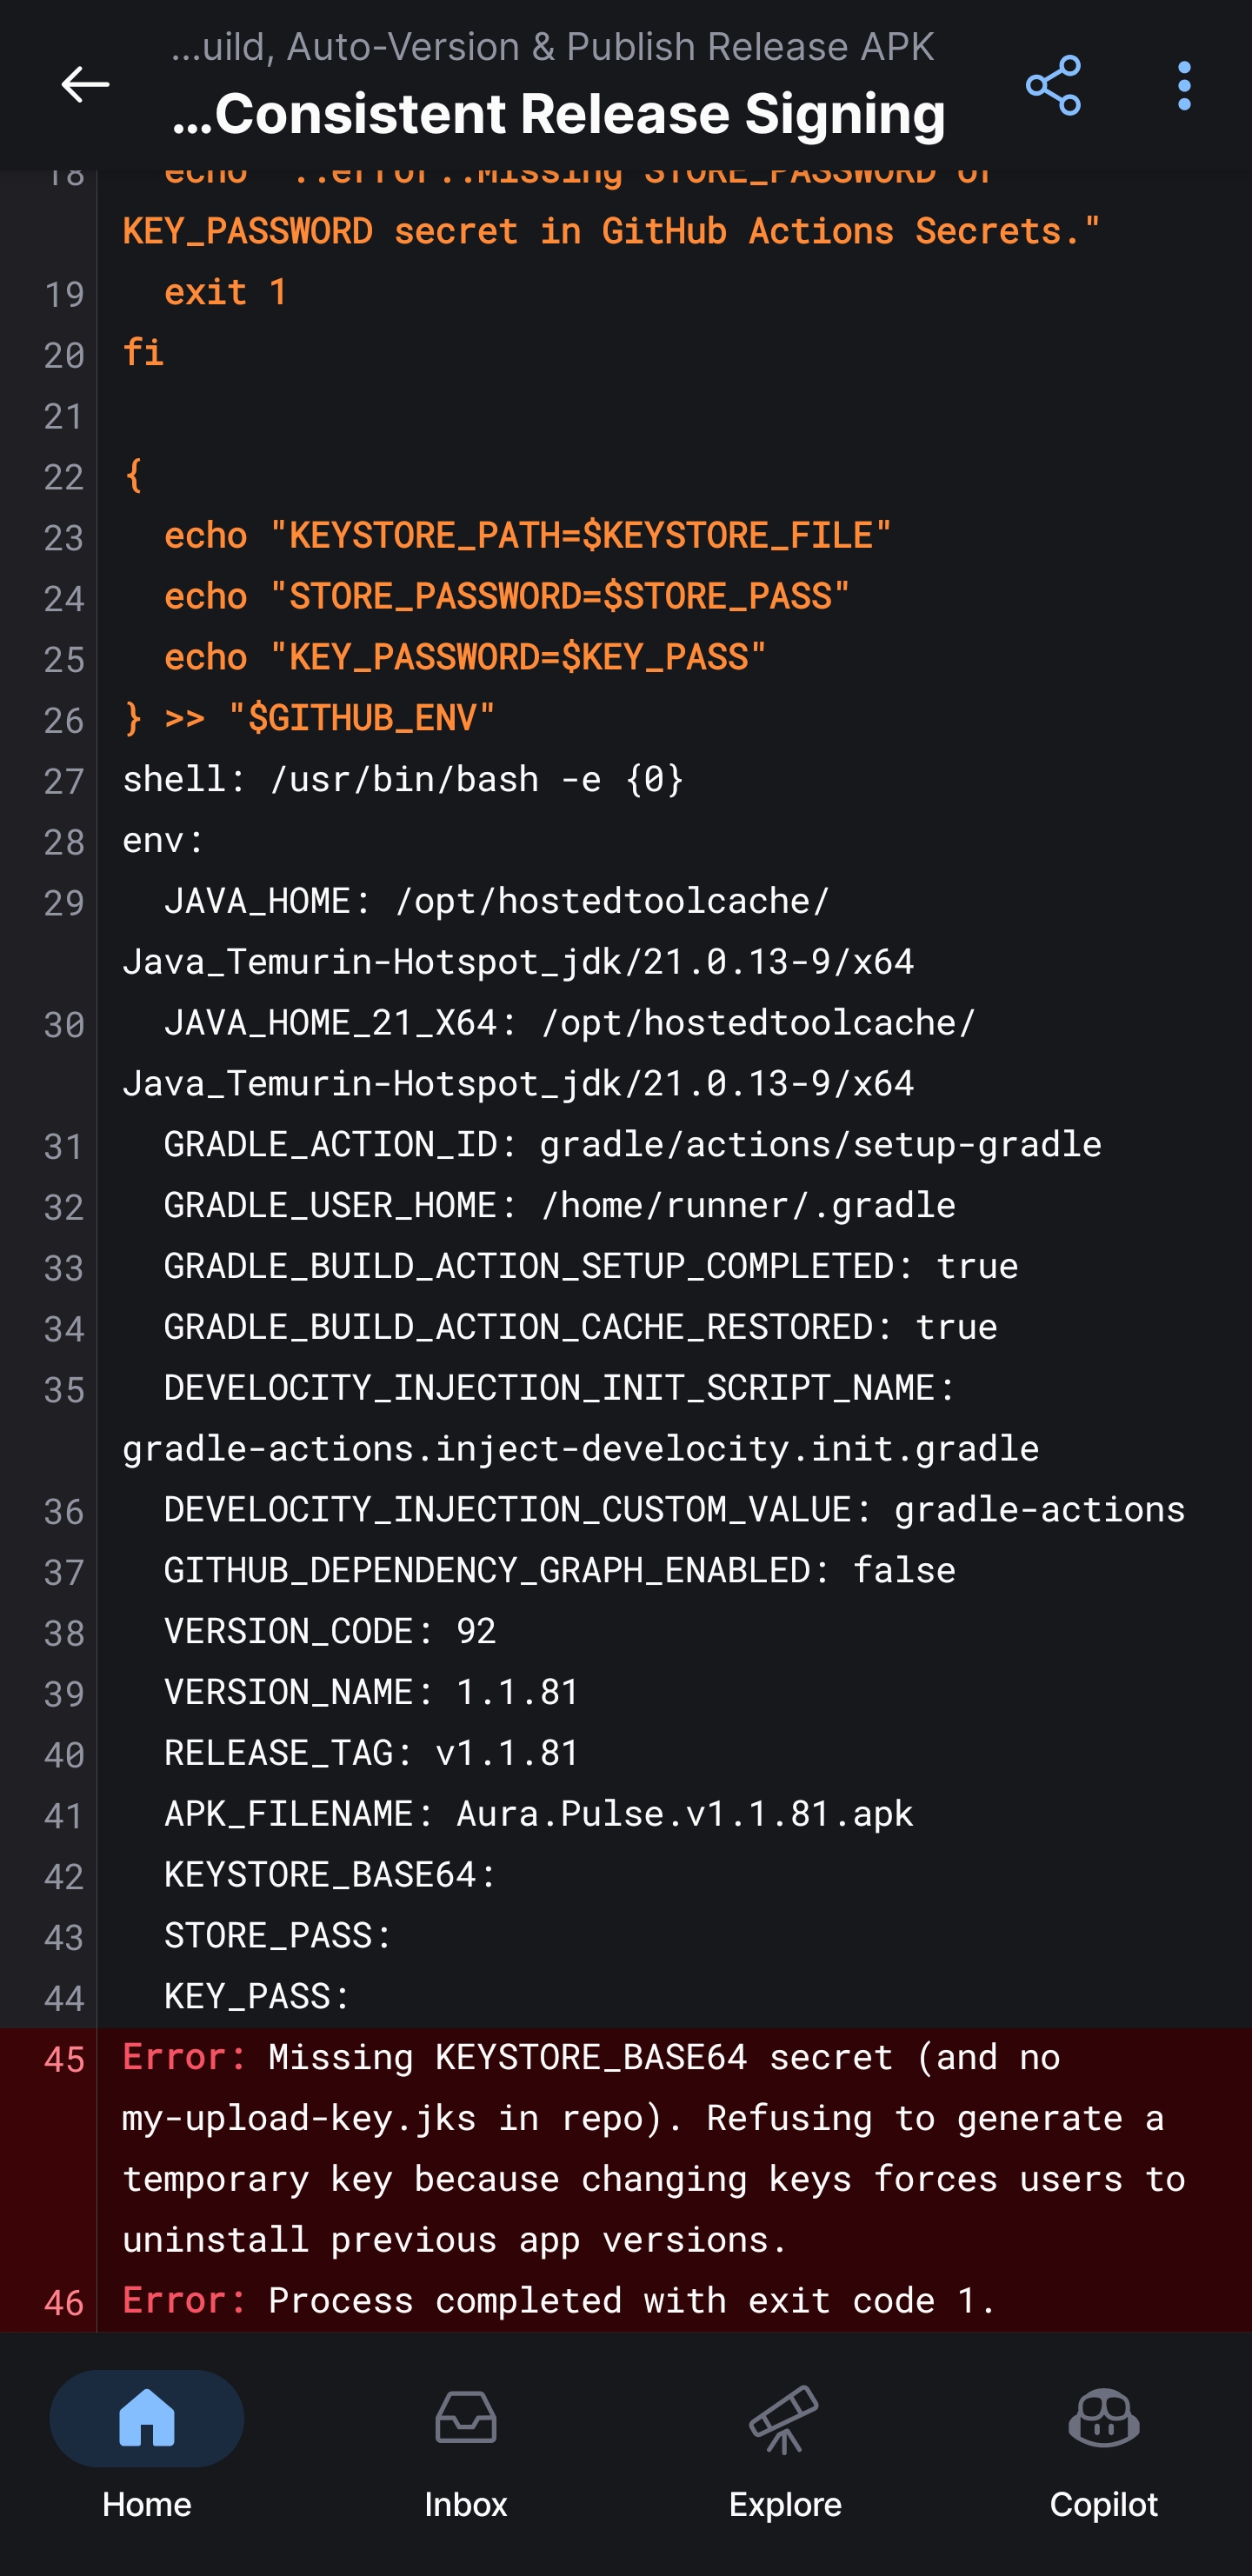 ...uild, Auto-Version & Publish Release APK
...Consistent Release Signing
18 echo "::error::Missing STORE_PASSWORD or
KEY_PASSWORD secret in GitHub Actions Secrets."
19 exit 1
20 fi
21
22 {
23 echo "KEYSTORE_PATH=$KEYSTORE_FILE"
24 echo "STORE_PASSWORD=$STORE_PASS"
25 echo "KEY_PASSWORD=$KEY_PASS"
26 } >> "$GITHUB_ENV"
27 shell: /usr/bin/bash -e {0}
28 env:
29 JAVA_HOME: /opt/hostedtoolcache/
Java_Temurin-Hotspot_jdk/21.0.13-9/x64
30 JAVA_HOME_21_X64: /opt/hostedtoolcache/
Java_Temurin-Hotspot_jdk/21.0.13-9/x64
31 GRADLE_ACTION_ID: gradle/actions/setup-gradle
32 GRADLE_USER_HOME: /home/runner/.gradle
33 GRADLE_BUILD_ACTION_SETUP_COMPLETED: true
34 GRADLE_BUILD_ACTION_CACHE_RESTORED: true
35 DEVELOCITY_INJECTION_INIT_SCRIPT_NAME:
gradle-actions.inject-develocity.init.gradle
36 DEVELOCITY_INJECTION_CUSTOM_VALUE: gradle-actions
37 GITHUB_DEPENDENCY_GRAPH_ENABLED: false
38 VERSION_CODE: 92
39 VERSION_NAME: 1.1.81
40 RELEASE_TAG: v1.1.81
41 APK_FILENAME: Aura.Pulse.v1.1.81.apk
42 KEYSTORE_BASE64:
43 STORE_PASS:
44 KEY_PASS:
45 Error: Missing KEYSTORE_BASE64 secret (and no
my-upload-key.jks in repo). Refusing to generate a
temporary key because changing keys forces users to
uninstall previous app versions.
46 Error: Process completed with exit code 1.
Home
Inbox
Explore
Copilot